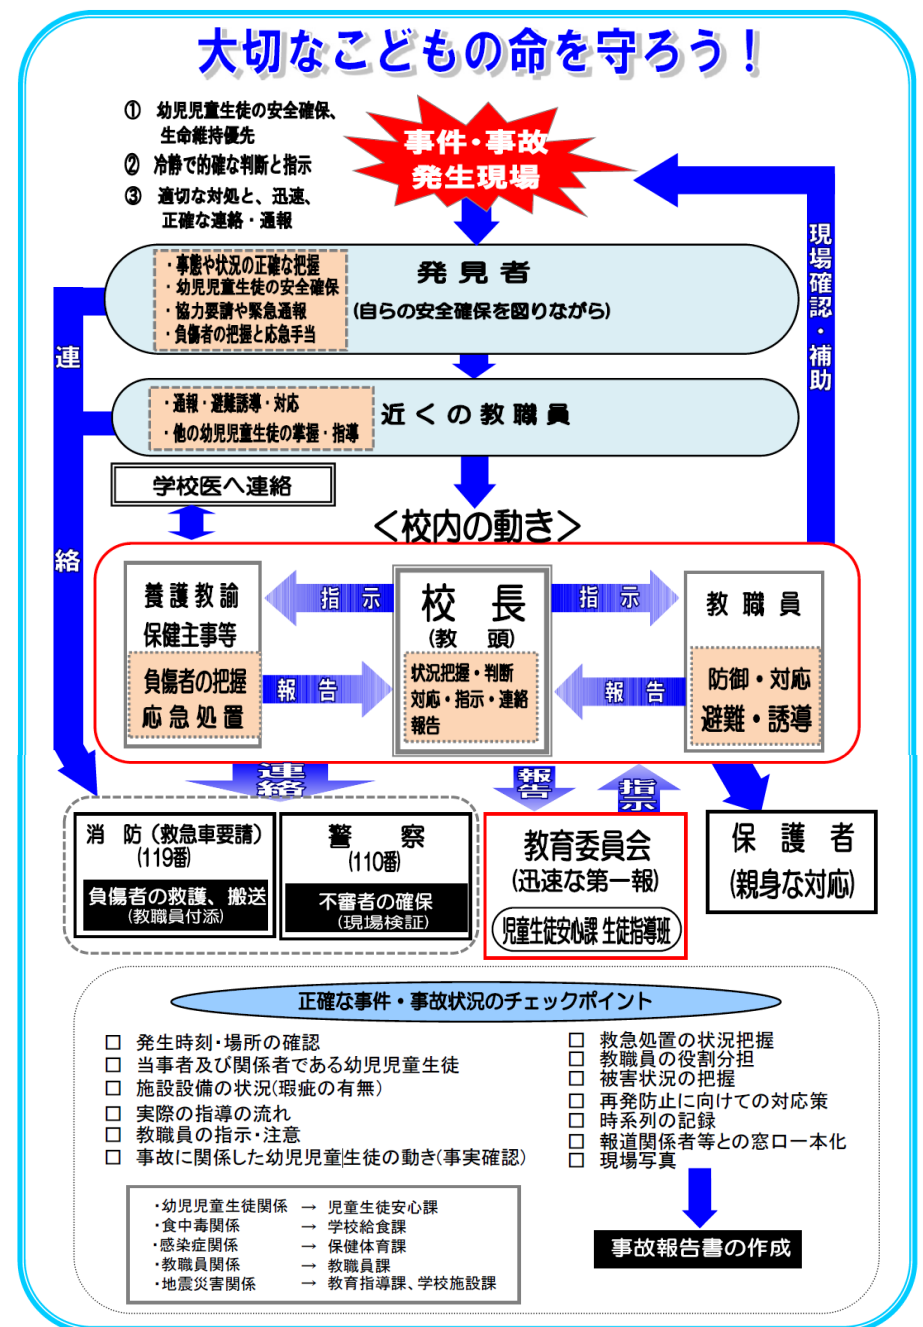 大切なこどもの命を守ろう！
① 幼児児童生徒の安全確保、
生命維持優先
② 冷静で的確な判断と指示
③ 適切な対処と、迅速、
正確な連絡・通報
事件・事故
発生現場
現場確認・補助
・事態や状況の正確な把握
・幼児児童生徒の安全確保
・協力要請や緊急通報
・負傷者の把握と応急手当
発見者
(自らの安全確保を図りながら)
連絡
・通報・避難誘導・対応
・他の幼児児童生徒の掌握・指導
近くの教職員
学校医へ連絡
＜校内の動き＞
養護教諭
保健主事等
負傷者の把握
応急処置
指示
報告
校長
(教頭)
状況把握・判断
対応・指示・連絡
報告
指示
報告
教職員
防御・対応
避難・誘導
連絡
報告
指示
消防（救急車要請）
(119番)
負傷者の救護、搬送
(教職員付添)
警察
(110番)
不審者の確保
(現場検証)
教育委員会
(迅速な第一報)
児童生徒安心課 生徒指導班
保護者
(親身な対応)
正確な事件・事故状況のチェックポイント
□ 発生時刻・場所の確認
□ 当事者及び関係者である幼児児童生徒
□ 施設設備の状況(瑕疵の有無)
□ 実際の指導の流れ
□ 教職員の指示・注意
□ 事故に関係した幼児児童生徒の動き(事実確認)
□ 救急処置の状況把握
□ 教職員の役割分担
□ 被害状況の把握
□ 再発防止に向けての対応策
□ 時系列の記録
□ 報道関係者等との窓口一本化
□ 現場写真
・幼児児童生徒関係 → 児童生徒安心課
・食中毒関係 → 学校給食課
・感染症関係 → 保健体育課
・教職員関係 → 教職員課
・地震災害関係 → 教育指導課、学校施設課
事故報告書の作成